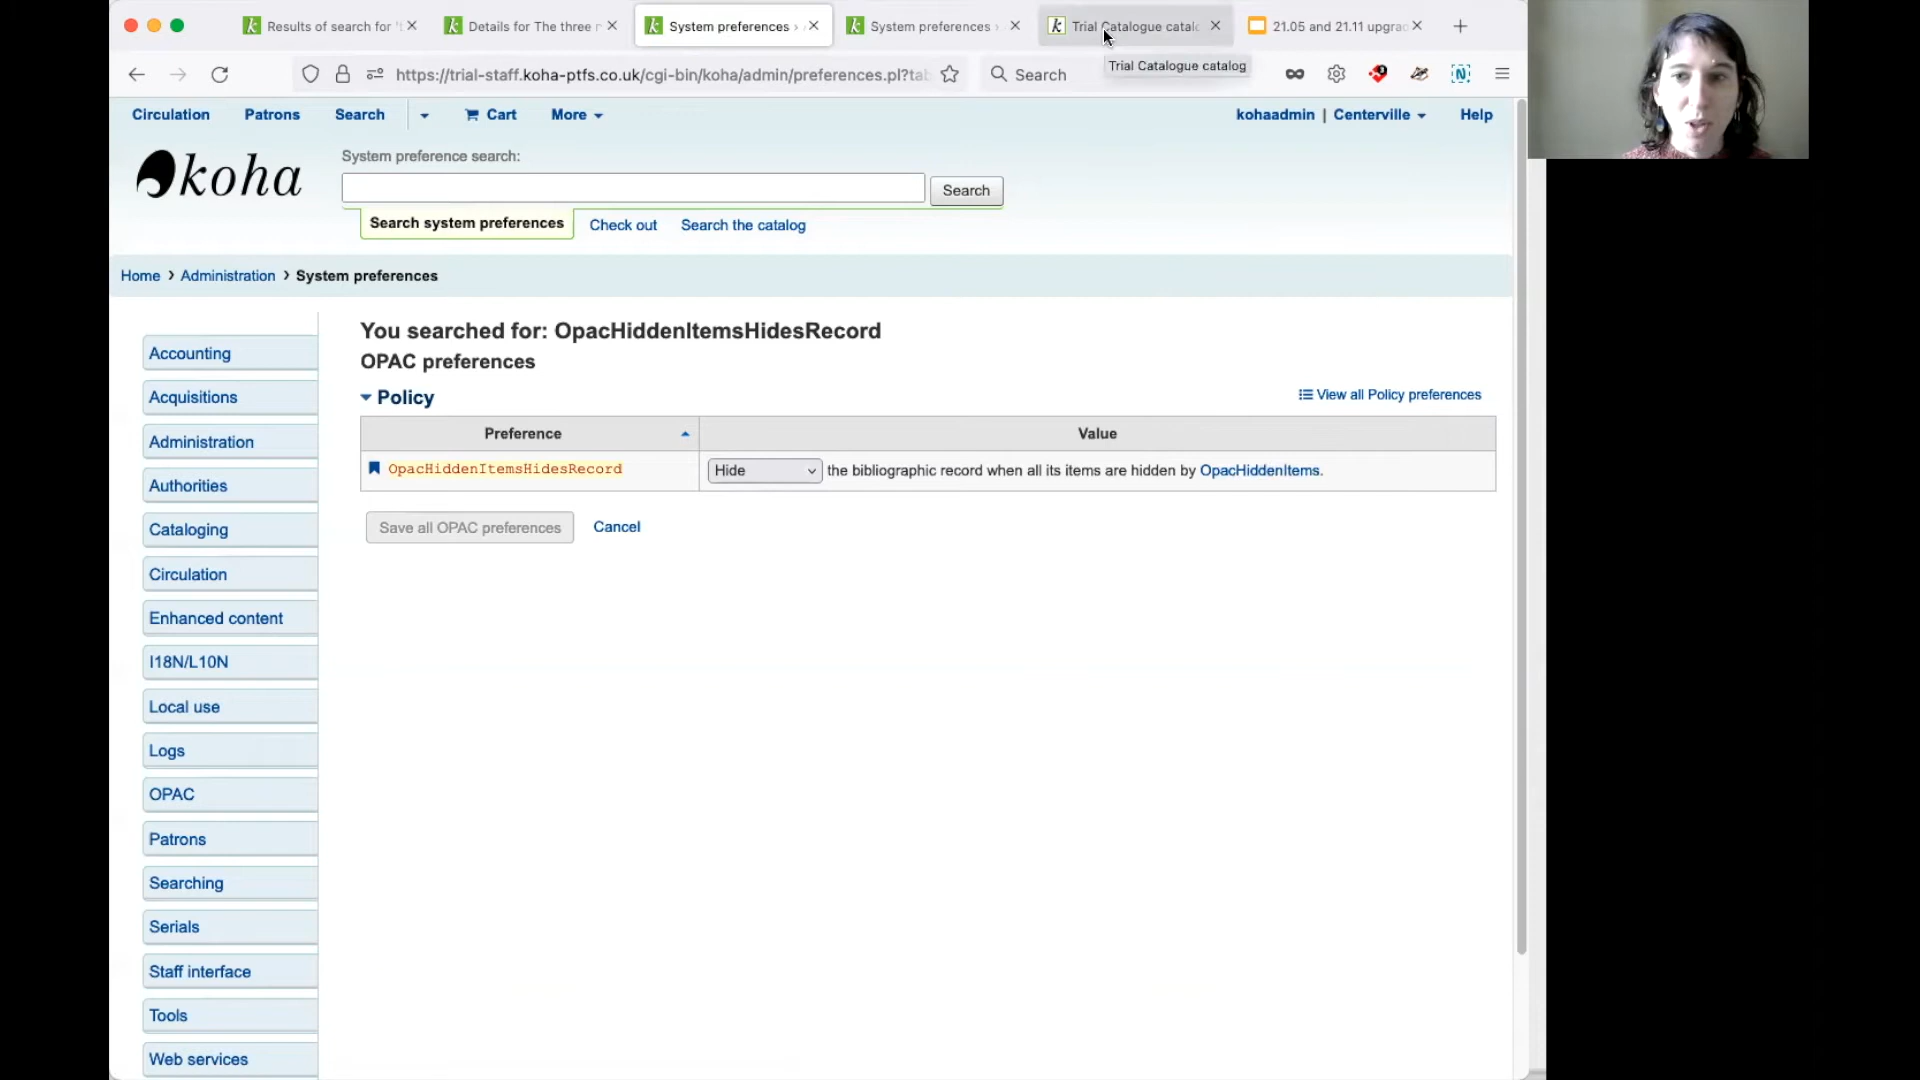 Results of search for 't
Details for The three r
System preferences ›
System preferences ›
Trial Catalogue catalo
21.05 and 21.11 upgrad
https://trial-staff.koha-ptfs.co.uk/cgi-bin/koha/admin/preferences.pl?ta
Search
Trial Catalogue catalog
Circulation
Patrons
Search
Cart
More
kohaadmin | Centerville
Help
koha
System preference search:
Search
Search system preferences
Check out
Search the catalog
Home › Administration › System preferences
Accounting
Acquisitions
Administration
Authorities
Cataloging
Circulation
Enhanced content
I18N/L10N
Local use
Logs
OPAC
Patrons
Searching
Serials
Staff interface
Tools
Web services
You searched for: OpacHiddenItemsHidesRecord
OPAC preferences
Policy
View all Policy preferences
Preference
Value
OpacHiddenItemsHidesRecord
Hide the bibliographic record when all its items are hidden by OpacHiddenItems.
Save all OPAC preferences
Cancel